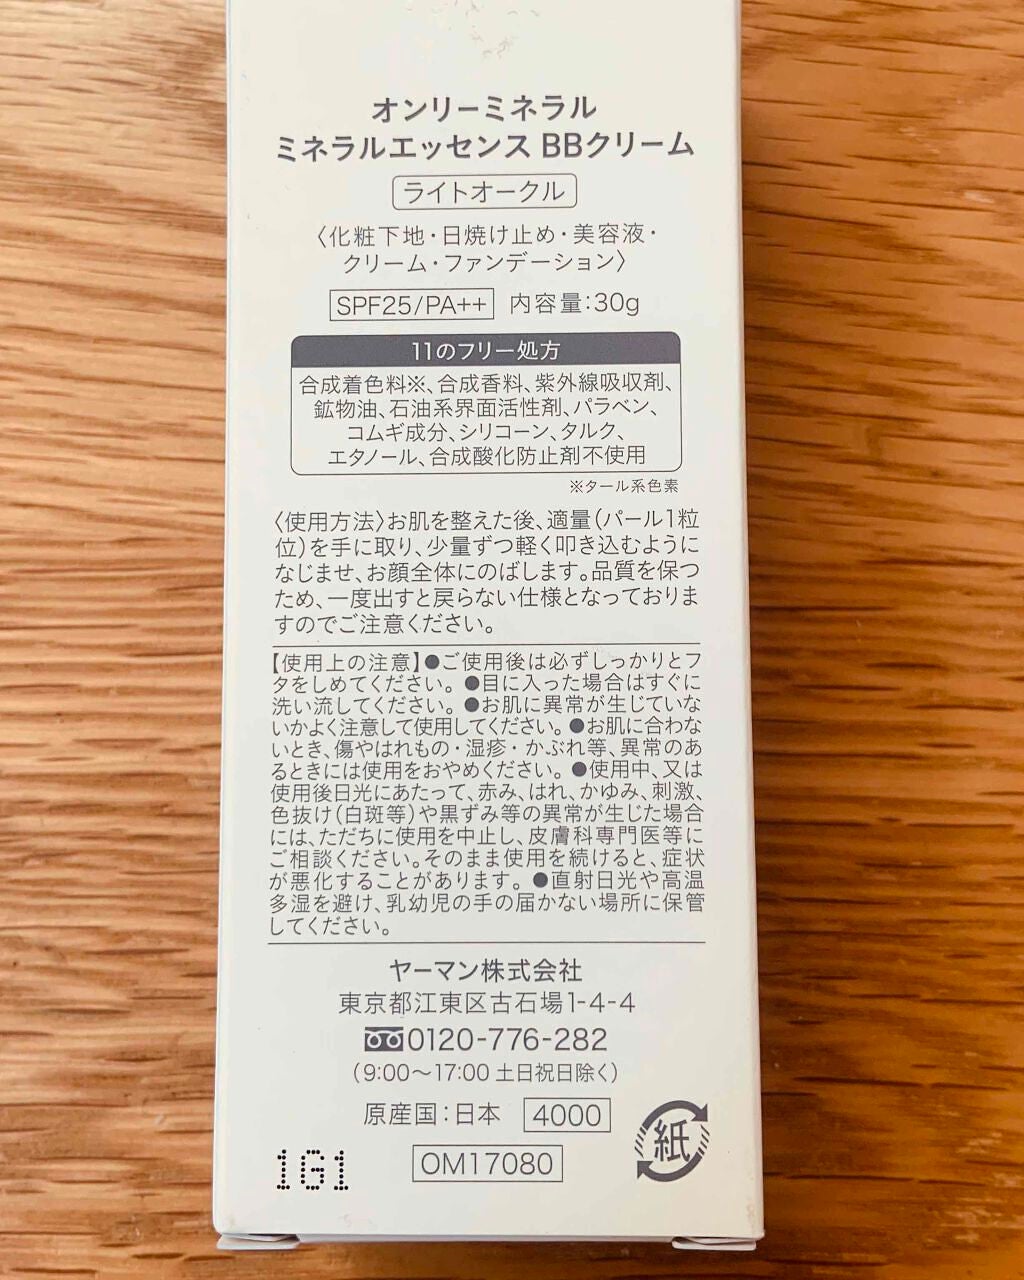 オンリーミネラル
ミネラルエッセンス BBクリーム
ライトオークル
〈化粧下地・日焼け止め・美容液・
クリーム・ファンデーション〉
SPF25/PA++ 内容量：30g
11のフリー処方
合成着色料※、合成香料、紫外線吸収剤、
鉱物油、石油系界面活性剤、パラベン、
コムギ成分、シリコーン、タルク、
エタノール、合成酸化防止剤不使用
※タール系色素
〈使用方法〉お肌を整えた後、適量（パール1粒
位）を手に取り、少量ずつ軽く叩き込むように
なじませ、お顔全体にのばします。品質を保つ
ため、一度出すと戻らない仕様となっておりま
すのでご注意ください。
【使用上の注意】●ご使用後は必ずしっかりとフ
タをしめてください。●目に入った場合はすぐに
洗い流してください。●お肌に異常が生じていな
いかよく注意して使用してください。●お肌に合わな
いとき、傷やはれもの・湿疹・かぶれ等、異常のあ
るときには使用をおやめください。●使用中、又は
使用後日光にあたって、赤み、はれ、かゆみ、刺激、
色抜け（白斑等）や黒ずみ等の異常が生じた場合
には、ただちに使用を中止し、皮膚科専門医等に
ご相談ください。そのまま使用を続けると、症状
が悪化することがあります。●直射日光や高温
多湿を避け、乳幼児の手の届かない場所に保管
してください。
ヤーマン株式会社
東京都江東区古石場1-4-4
0120-776-282
（9:00〜17:00 土日祝日除く）
原産国：日本 4000
紙
OM17080
1G1